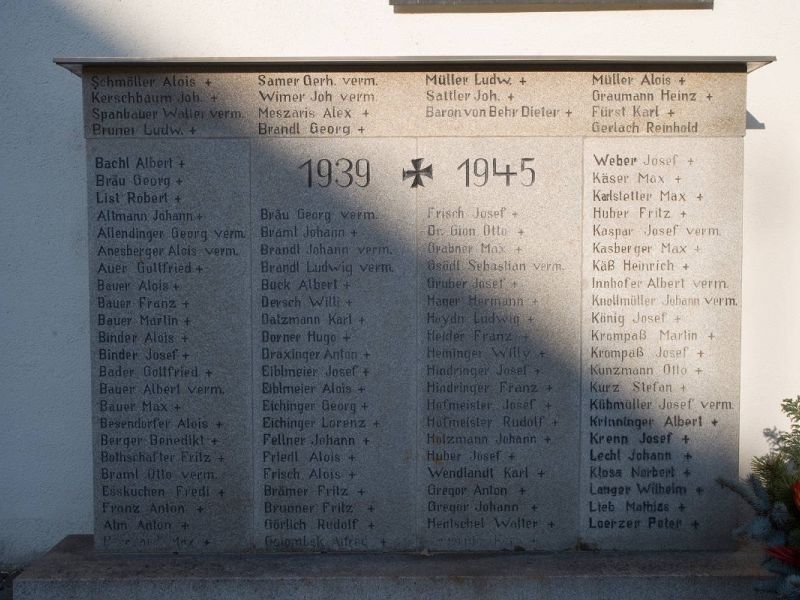 Schmöller Alois +
Kerschbaum Joh. +
Spanbauer Walter verm.
Bruner Ludw. +
Samer Gerh. verm.
Wimer Joh verm.
Meszaris Alex +
Brandl Georg +
Müller Ludw. +
Sattler Joh. +
Baron von Behr Dieter +
Müller Alois +
Graumann Heinz +
Fürst Karl +
Gerlach Reinhold
1939 1945
Bachl Albert +
Bräu Georg +
List Robert +
Altmann Johann +
Allendinger Georg verm.
Anesberger Alois verm.
Auer Gottfried +
Bauer Alois +
Bauer Franz +
Bauer Martin +
Binder Alois +
Binder Josef +
Bader Gottfried +
Bauer Albert verm.
Bauer Max +
Besendorfer Alois +
Berger Benedikt +
Bothschafter Fritz +
Braml Otto verm.
Esskuchen Fredi +
Franz Anton +
Alm Anton +
Bräu Georg verm.
Braml Johann +
Brandl Johann verm.
Brandl Ludwig verm.
Buck Albert +
Dersch Willi +
Datzmann Karl +
Dorner Hugo +
Draxinger Anton +
Eiblmeier Josef +
Eiblmeier Alois +
Eichinger Georg +
Eichinger Lorenz +
Fellner Johann +
Friedl Alois +
Frisch Alois +
Brämer Fritz +
Brunner Fritz +
Görlich Rudolf +
Golombek Alfred +
Frisch Josef +
Dr. Gion Otto +
Grabner Max +
Gsödl Sebastian verm.
Gruber Josef +
Hager Hermann +
Haydn Ludwig +
Heider Franz +
Heminger Willy +
Hindringer Josef +
Hindringer Franz +
Hofmeister Josef +
Hofmeister Rudolf +
Holzmann Johann +
Huber Josef +
Wendlandt Karl +
Gregor Anton +
Gregor Johann +
Hentschel Walter +
Weber Josef +
Käser Max +
Karlstetter Max +
Huber Fritz +
Kaspar Josef verm.
Kasberger Max +
Käß Heinrich +
Innhofer Albert verm.
Knollmüller Johann verm.
König Josef +
Krompaß Martin +
Krompaß Josef +
Kunzmann Otto +
Kurz Stefan +
Kühmüller Josef verm.
Krinninger Albert +
Krenn Josef +
Lechl Johann +
Klosa Norbert +
Langer Wilhelm +
Lieb Mathias +
Loerzer Peter +